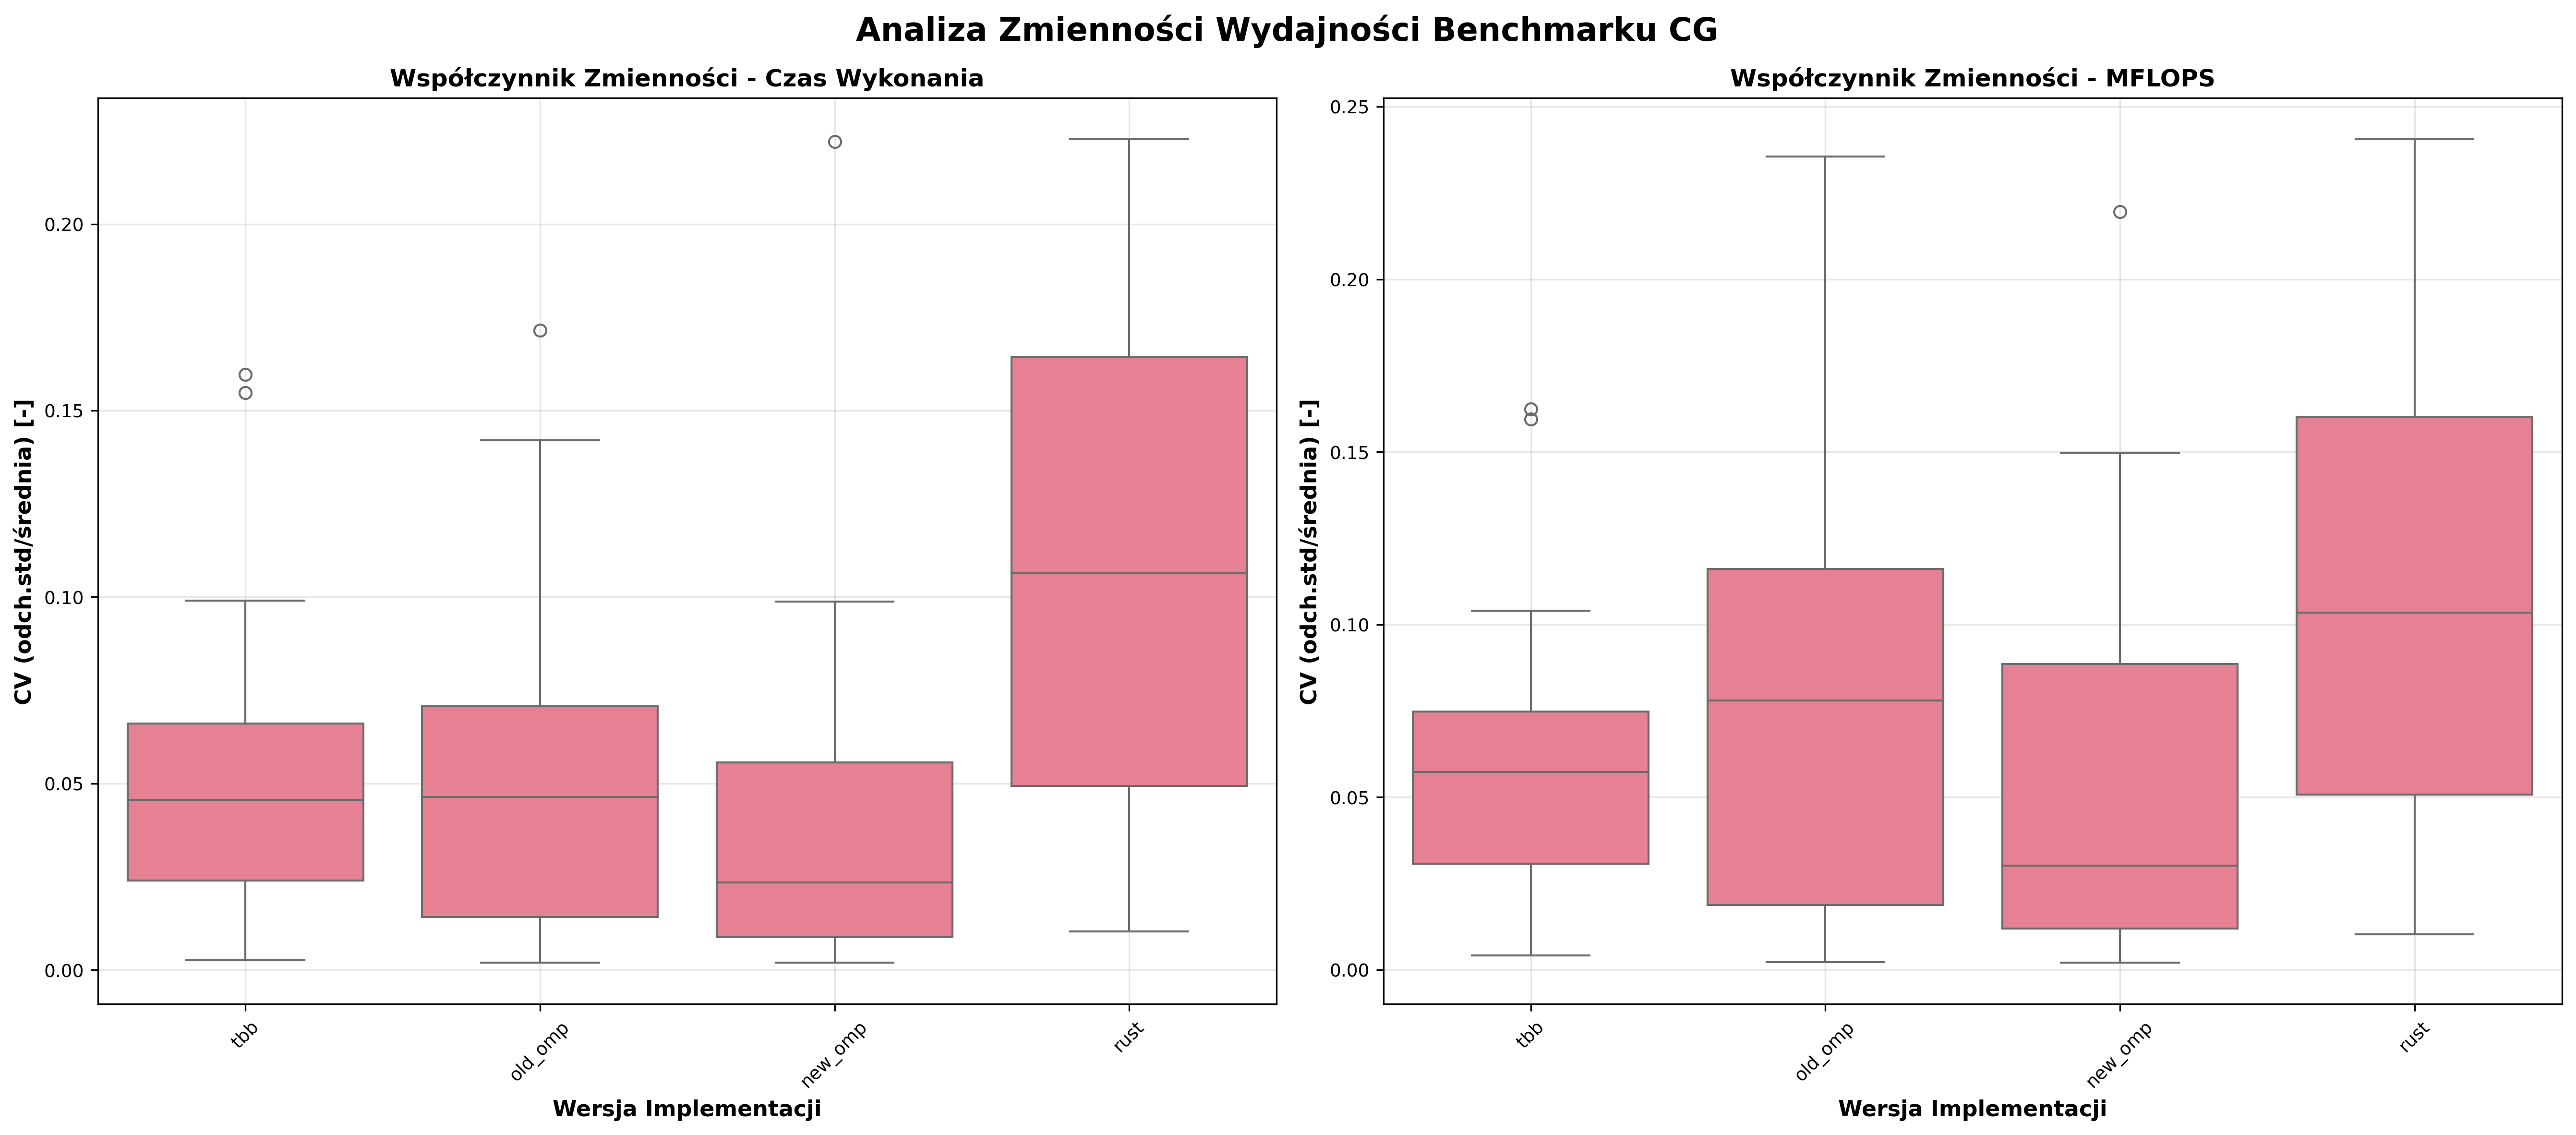 Analiza Zmienności Wydajności Benchmarku CG
Współczynnik Zmienności - Czas Wykonania
CV (odch.std/średnia) [-]
0.20
0.15
0.10
0.05
0.00
tbb
old_omp
new_omp
rust
Wersja Implementacji
Współczynnik Zmienności - MFLOPS
CV (odch.std/średnia) [-]
0.25
0.20
0.15
0.10
0.05
0.00
tbb
old_omp
new_omp
rust
Wersja Implementacji